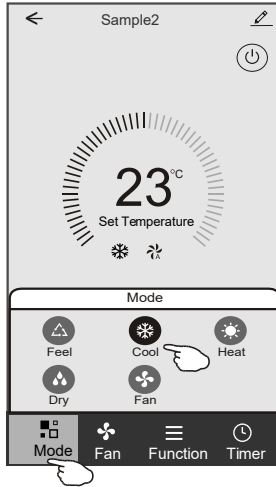 Sample2
23°C
Set Temperature
A
Mode
Feel Cool Heat
Dry Fan
Mode Fan Function Timer